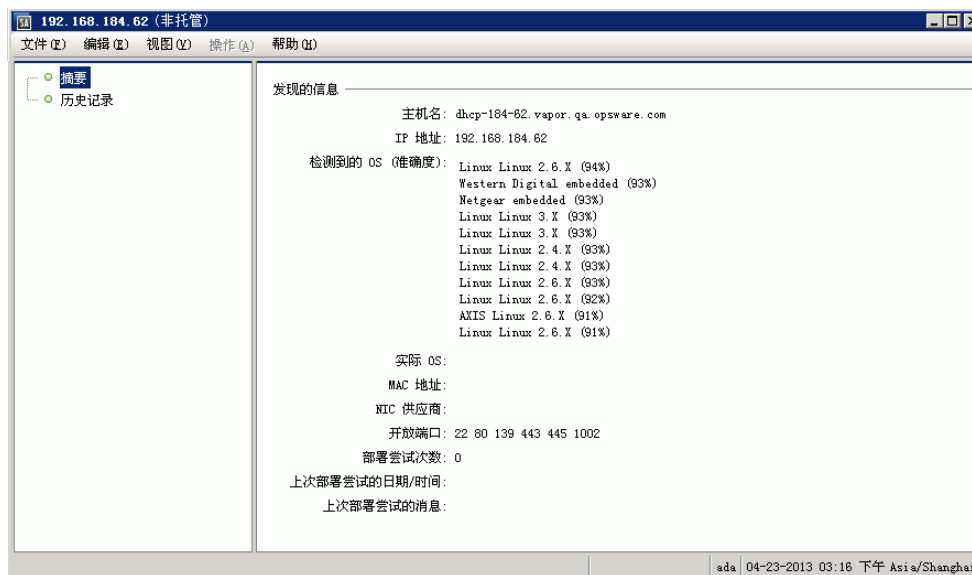 SA 192.168.184.62 (非托管)
文件(F) 编辑(E) 视图(V) 操作(A) 帮助(H)
摘要
历史记录
发现的信息
主机名: dhcp-184-62.vapor.qa.opsware.com
IP 地址: 192.168.184.62
检测到的 OS (准确度): Linux Linux 2.6.X (94%)
Western Digital embedded (93%)
Netgear embedded (93%)
Linux Linux 3.X (93%)
Linux Linux 3.X (93%)
Linux Linux 2.4.X (93%)
Linux Linux 2.4.X (93%)
Linux Linux 2.6.X (93%)
Linux Linux 2.6.X (92%)
AXIS Linux 2.6.X (91%)
Linux Linux 2.6.X (91%)
实际 OS:
MAC 地址:
NIC 供应商:
开放端口: 22 80 139 443 445 1002
部署尝试次数: 0
上次部署尝试的日期/时间:
上次部署尝试的消息:
ada 04-23-2013 03:16 下午 Asia/Shanghai